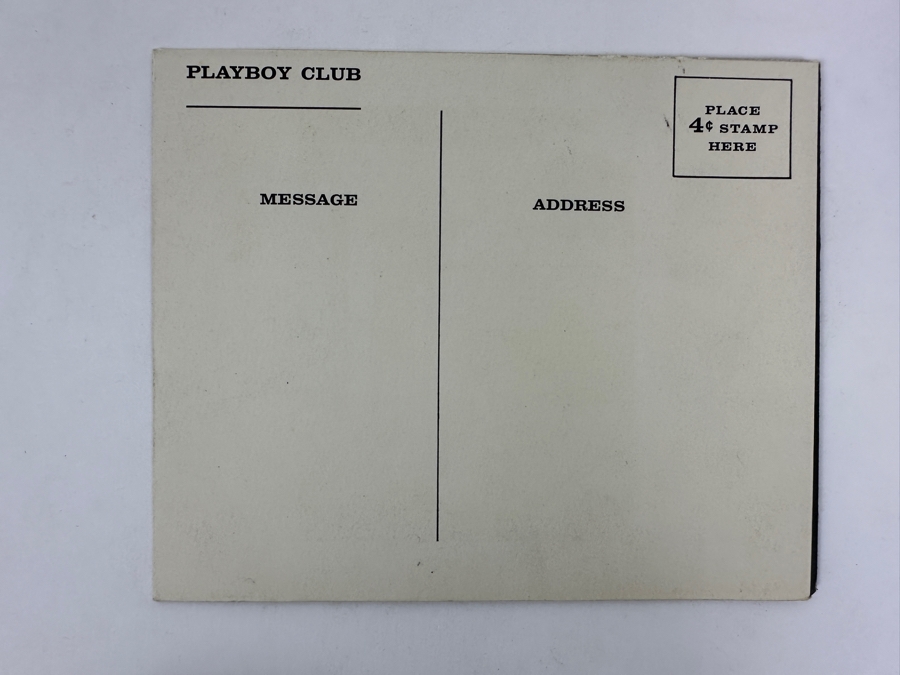 PLAYBOY CLUB
PLACE
4¢ STAMP
HERE
MESSAGE
ADDRESS